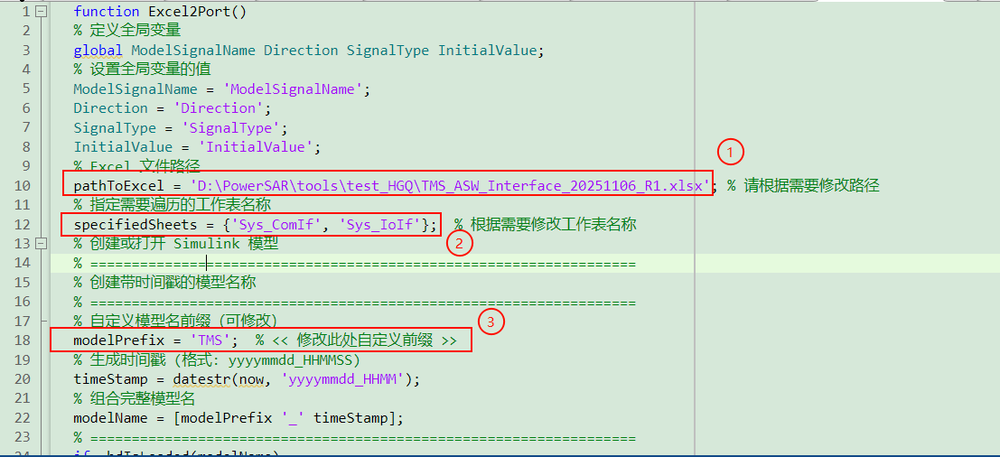 1 function Excel2Port()
2 % 定义全局变量
3 global ModelSignalName Direction SignalType InitialValue;
4 % 设置全局变量的值
5 ModelSignalName = 'ModelSignalName';
6 Direction = 'Direction';
7 SignalType = 'SignalType';
8 InitialValue = 'InitialValue';
①
9 % Excel 文件路径
10 pathToExcel = 'D:\PowerSAR\tools\test_HGQ\TMS_ASW_Interface_20251106_R1.xlsx'; % 请根据需要修改路径
11 % 指定需要遍历的工作表名称
12 specifiedSheets = {'Sys_ComIf', 'Sys_IoIf'}; % 根据需要修改工作表名称
②
13 % 创建或打开 Simulink 模型
14 % ==================================================================
15 % 创建带时间戳的模型名称
16 % ==================================================================
17 % 自定义模型名前缀（可修改）
③
18 modelPrefix = 'TMS'; % << 修改此处自定义前缀 >>
19 % 生成时间戳（格式: yyyymmdd_HHMMSS）
20 timeStamp = datestr(now, 'yyyymmdd_HHMM');
21 % 组合完整模型名
22 modelName = [modelPrefix '_' timeStamp];
23 % ==================================================================
24 if bdIsLoaded(modelName)